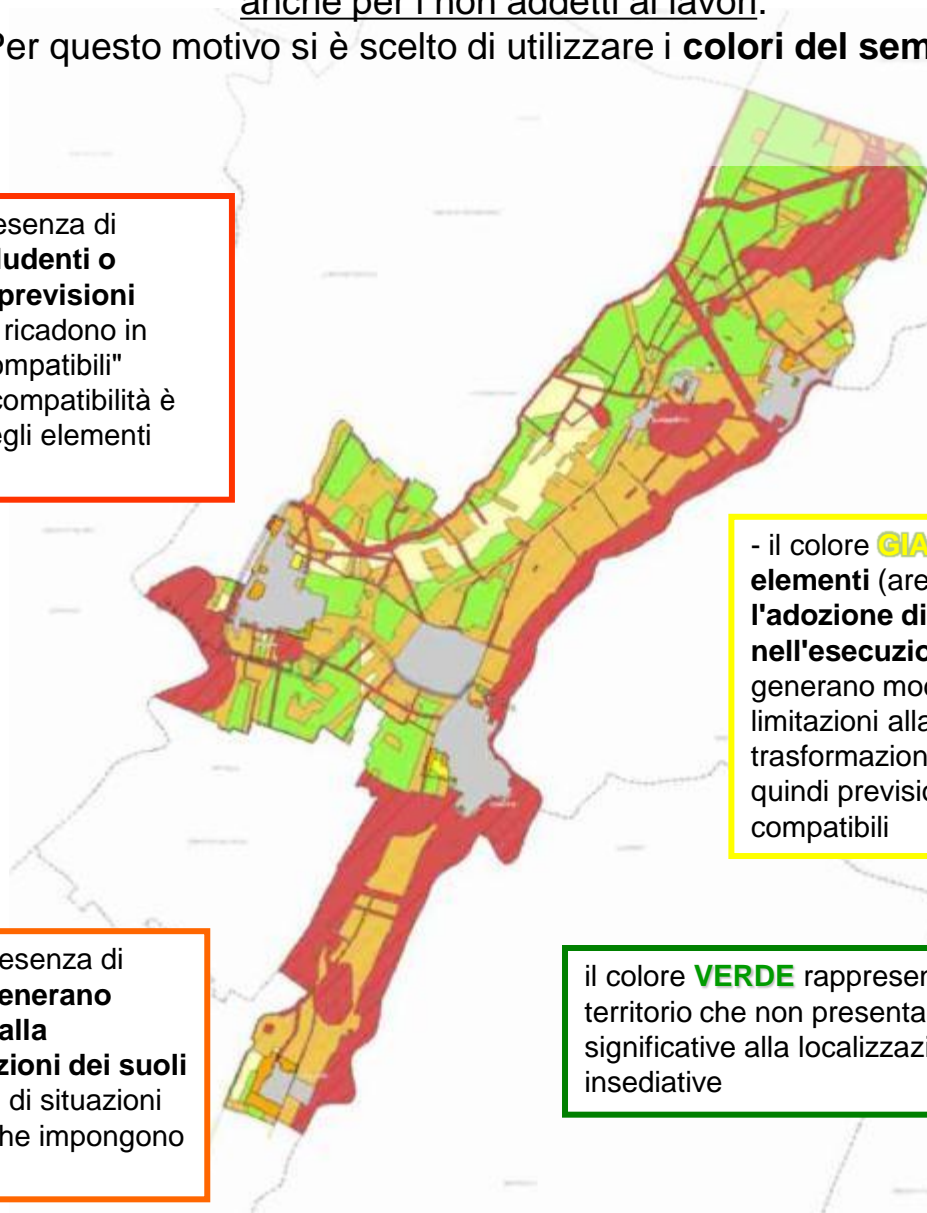 anche per i non addetti ai lavori.
Per questo motivo si è scelto di utilizzare i colori del sem
esenza di
ludenti o
previsioni
ricadono in
ompatibili"
compatibilità è
egli elementi
- il colore GIA
elementi (are
l'adozione di
nell'esecuzio
generano mod
limitazioni alla
trasformazion
quindi previsio
compatibili
esenza di
enerano
alla
zioni dei suoli
di situazioni
he impongono
il colore VERDE rappresen
territorio che non presenta
significative alla localizzazi
insediative